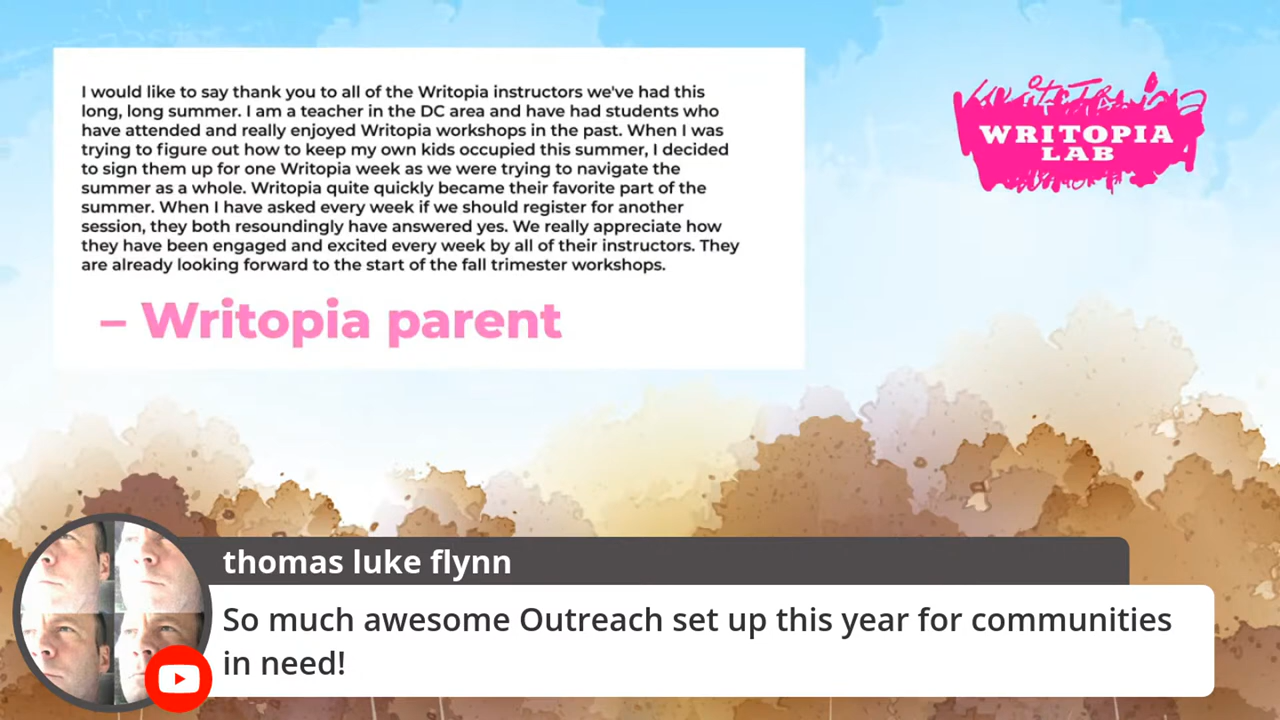 I would like to say thank you to all of the Writopia instructors we've had this
long, long summer. I am a teacher in the DC area and have had students who
have attended and really enjoyed Writopia workshops in the past. When I was
trying to figure out how to keep my own kids occupied this summer, I decided
to sign them up for one Writopia week as we were trying to navigate the
summer as a whole. Writopia quite quickly became their favorite part of the
summer. When I have asked every week if we should register for another
session, they both resoundingly have answered yes. We really appreciate how
they have been engaged and excited every week by all of their instructors. They
are already looking forward to the start of the fall trimester workshops.
– Writopia parent
WRITOPIA
LAB
thomas luke flynn
So much awesome Outreach set up this year for communities
in need!